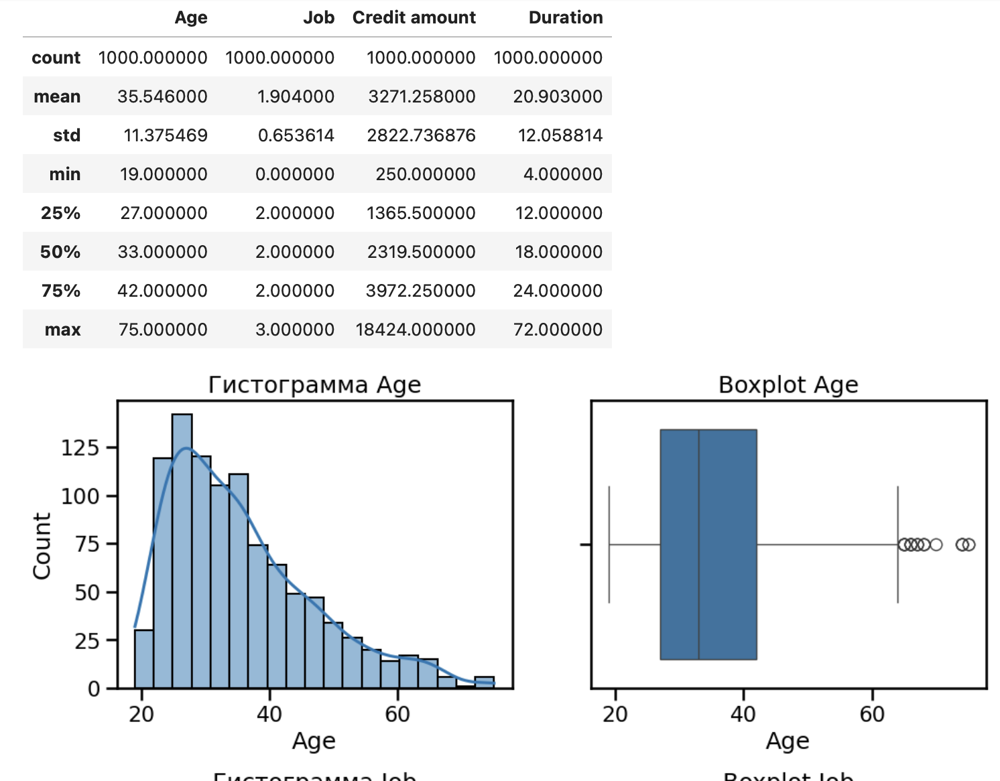 Age Job Credit amount Duration
count 1000.000000 1000.000000 1000.000000 1000.000000
mean 35.546000 1.904000 3271.258000 20.903000
std 11.375469 0.653614 2822.736876 12.058814
min 19.000000 0.000000 250.000000 4.000000
25% 27.000000 2.000000 1365.500000 12.000000
50% 33.000000 2.000000 2319.500000 18.000000
75% 42.000000 2.000000 3972.250000 24.000000
max 75.000000 3.000000 18424.000000 72.000000
Гистограмма Age
125
100
75
50
25
0
Count
20 40 60
Age
Boxplot Age
20 40 60
Age
Гистограмма Job
Boxplot Job